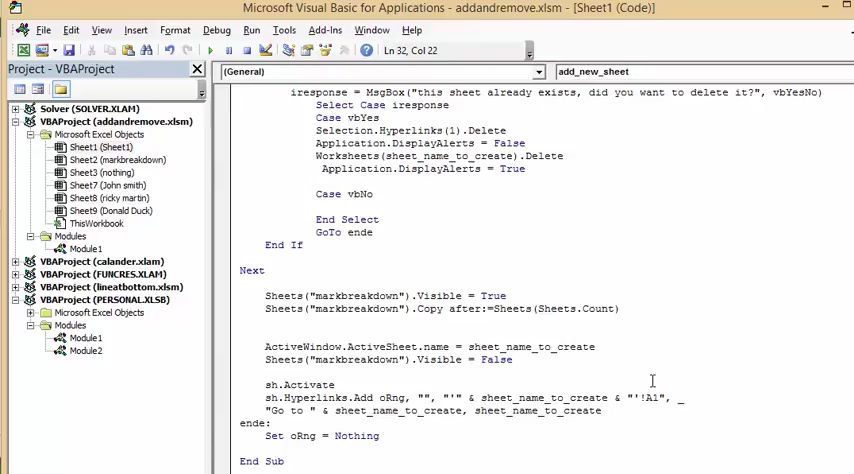 Microsoft Visual Basic for Applications - addandremove.xlsm - [Sheet1 (Code)]
File Edit View Insert Format Debug Run Tools Add-Ins Window Help
Ln 32, Col 22
Project - VBAProject
(General) add_new_sheet
Solver (SOLVER.XLAM)
VBAProject (addandremove.xlsm)
Microsoft Excel Objects
Sheet1 (Sheet1)
Sheet2 (markbreakdown)
Sheet3 (nothing)
Sheet7 (John smith)
Sheet8 (ricky martin)
Sheet9 (Donald Duck)
ThisWorkbook
Modules
Module1
VBAProject (calander.xlam)
VBAProject (FUNCRES.XLAM)
VBAProject (lineatbottom.xlam)
VBAProject (PERSONAL.XLSB)
Microsoft Excel Objects
Modules
Module1
Module2
iresponse = MsgBox("this sheet already exists, did you want to delete it?", vbYesNo)
Select Case iresponse
Case vbYes
Selection.Hyperlinks(1).Delete
Application.DisplayAlerts = False
Worksheets(sheet_name_to_create).Delete
Application.DisplayAlerts = True
Case vbNo
End Select
GoTo ende
End If
Next
Sheets("markbreakdown").Visible = True
Sheets("markbreakdown").Copy after:=Sheets(Sheets.Count)
ActiveWindow.ActiveSheet.name = sheet_name_to_create
Sheets("markbreakdown").Visible = False
sh.Activate
sh.Hyperlinks.Add oRng, "", "'" & sheet_name_to_create & "'!A1", _
"Go to " & sheet_name_to_create, sheet_name_to_create
ende:
Set oRng = Nothing
End Sub